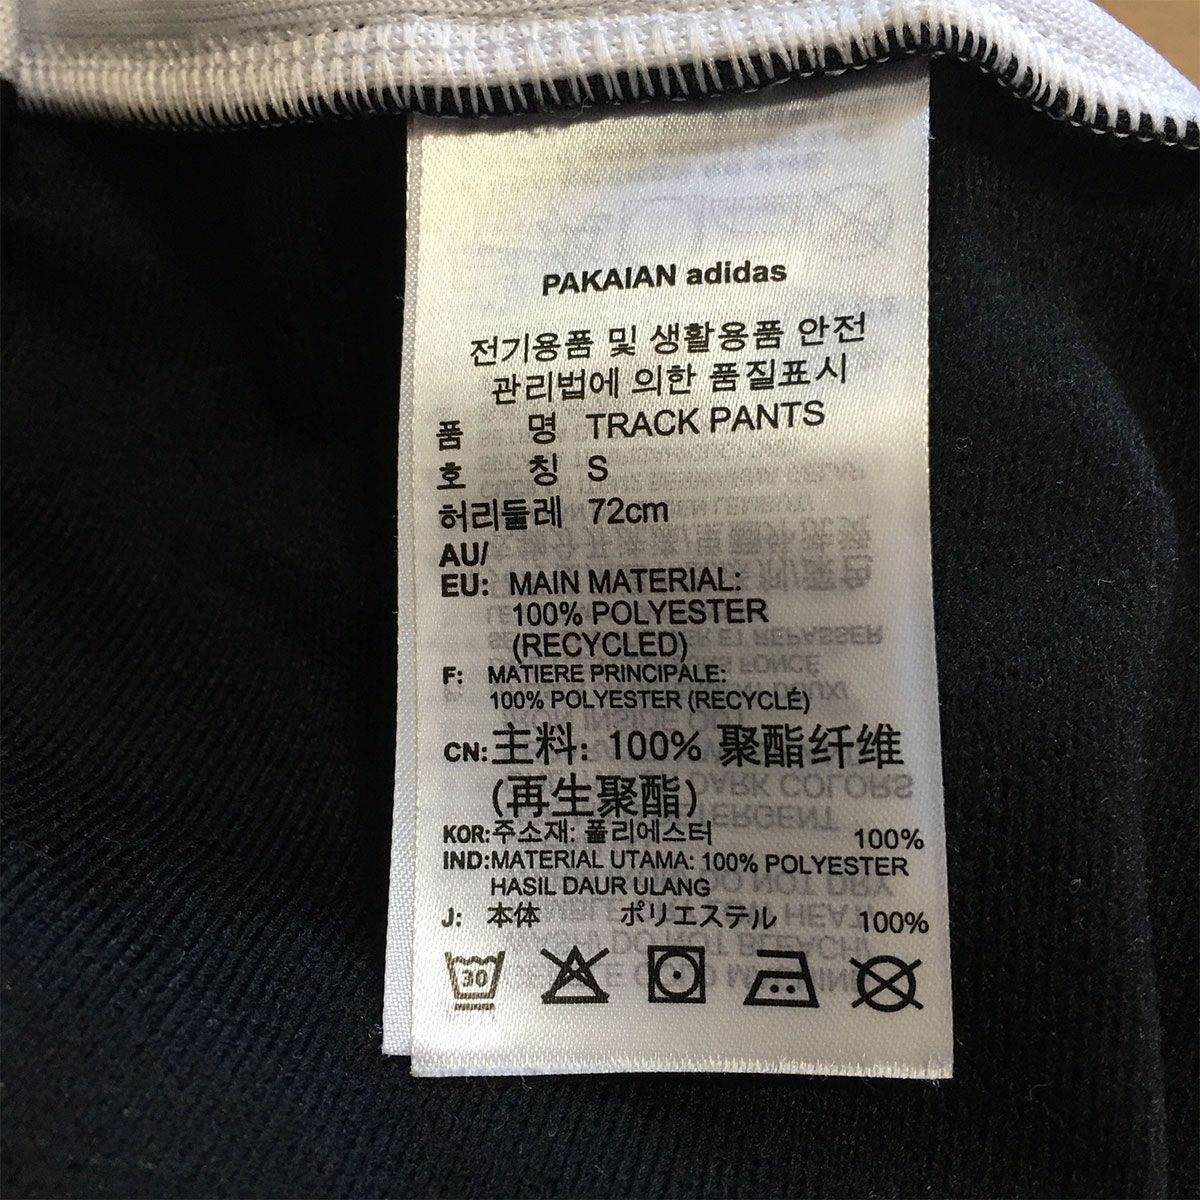 PAKAIAN adidas
전기용품 및 생활용품 안전
관리법에 의한 품질표시
품 명 TRACK PANTS
호 칭 S
허리둘레 72cm
AU/
EU: MAIN MATERIAL:
100% POLYESTER
(RECYCLED)
F: MATIERE PRINCIPALE:
100% POLYESTER (RECYCLÉ)
CN: 主料: 100% 聚酯纤维
(再生聚酯)
KOR: 주소재: 폴리에스터 100%
IND: MATERIAL UTAMA: 100% POLYESTER
HASIL DAUR ULANG
J: 本体 ポリエステル 100%
30